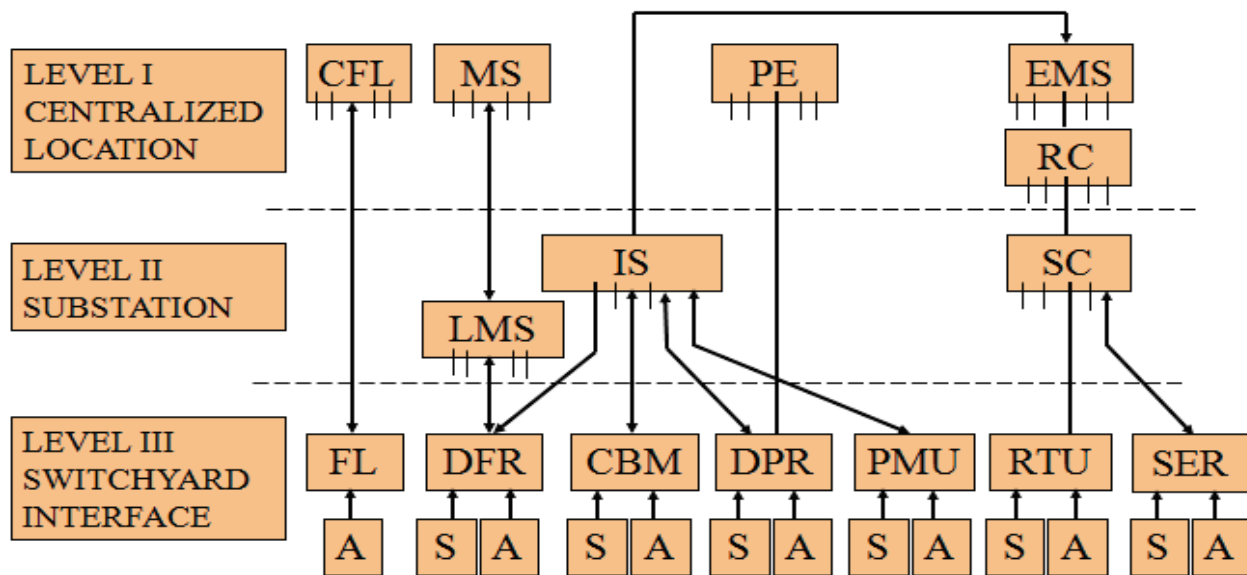 LEVEL I
CENTRALIZED
LOCATION
CFL
MS
PE
EMS
RC
LEVEL II
SUBSTATION
IS
SC
LMS
LEVEL III
SWITCHYARD
INTERFACE
FL
DFR
CBM
DPR
PMU
RTU
SER
A
S
A
S
A
S
A
S
A
S
A
S
A